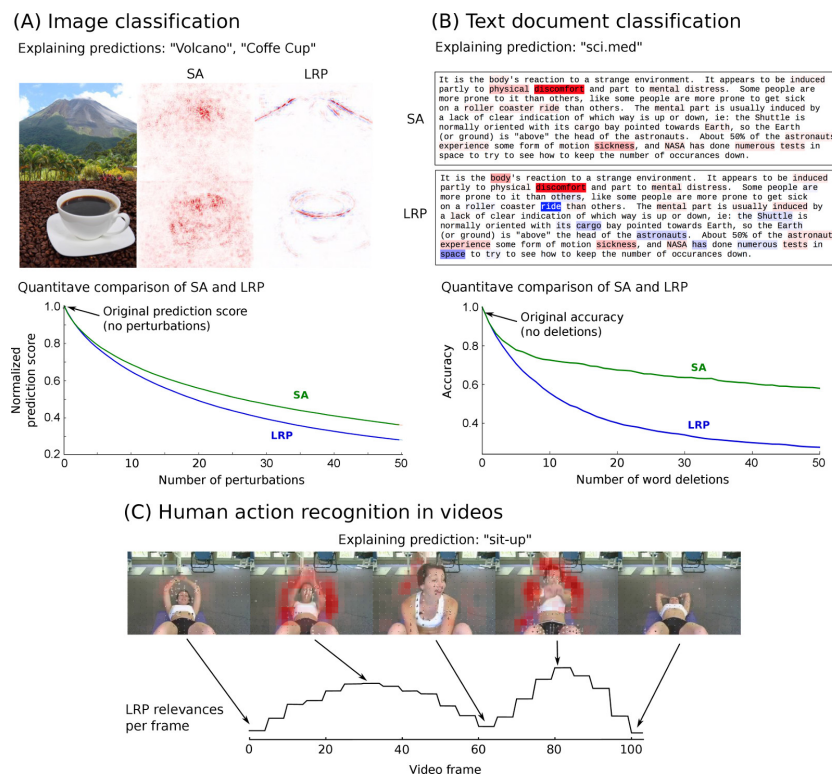 (A) Image classification
Explaining predictions: "Volcano", "Coffe Cup"
SA
LRP
Quantitave comparison of SA and LRP
Original prediction score
(no perturbations)
SA
LRP
Normalized
prediction score
1.0
0.8
0.6
0.4
0.2
0
10
20
30
40
50
Number of perturbations
(B) Text document classification
Explaining prediction: "sci.med"
SA
It is the body's reaction to a strange environment. It appears to be induced
partly to physical discomfort and part to mental distress. Some people are
more prone to it than others, like some people are more prone to get sick
on a roller coaster ride than others. The mental part is usually induced by
a lack of clear indication of which way is up or down, ie: the Shuttle is
normally oriented with its cargo bay pointed towards Earth, so the Earth
(or ground) is "above" the head of the astronauts. About 50% of the astronauts
experience some form of motion sickness, and NASA has done numerous tests in
space to try to see how to keep the number of occurances down.
LRP
It is the body's reaction to a strange environment. It appears to be induced
partly to physical discomfort and part to mental distress. Some people are
more prone to it than others, like some people are more prone to get sick
on a roller coaster ride than others. The mental part is usually induced by
a lack of clear indication of which way is up or down, ie: the Shuttle is
normally oriented with its cargo bay pointed towards Earth, so the Earth
(or ground) is "above" the head of the astronauts. About 50% of the astronauts
experience some form of motion sickness, and NASA has done numerous tests in
space to try to see how to keep the number of occurances down.
Quantitative comparison of SA and LRP
Original accuracy
(no deletions)
SA
LRP
Accuracy
1.0
0.8
0.6
0.4
0
10
20
30
40
50
Number of word deletions
(C) Human action recognition in videos
Explaining prediction: "sit-up"
LRP relevances
per frame
0
20
40
60
80
100
Video frame